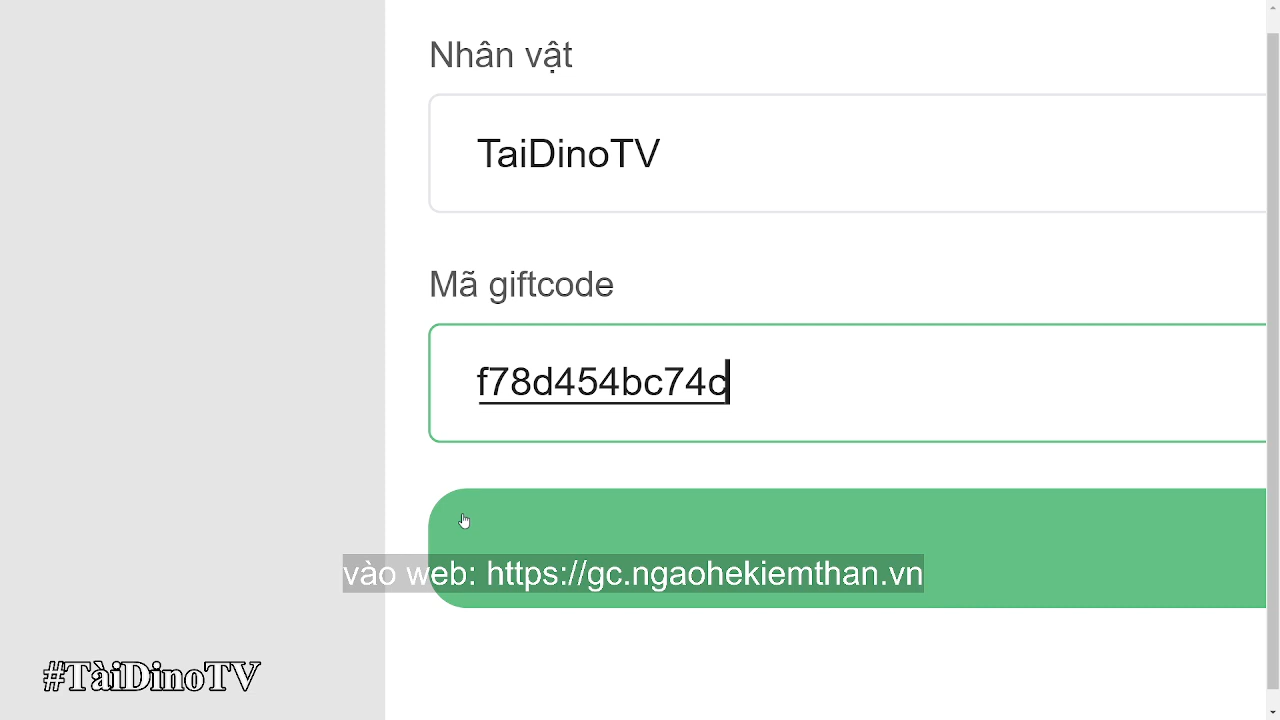 Nhân vật
TaiDinoTV
Mã giftcode
f78d454bc74c
vào web: https://gc.ngaohekiemthan.vn
#TàiDinoTV